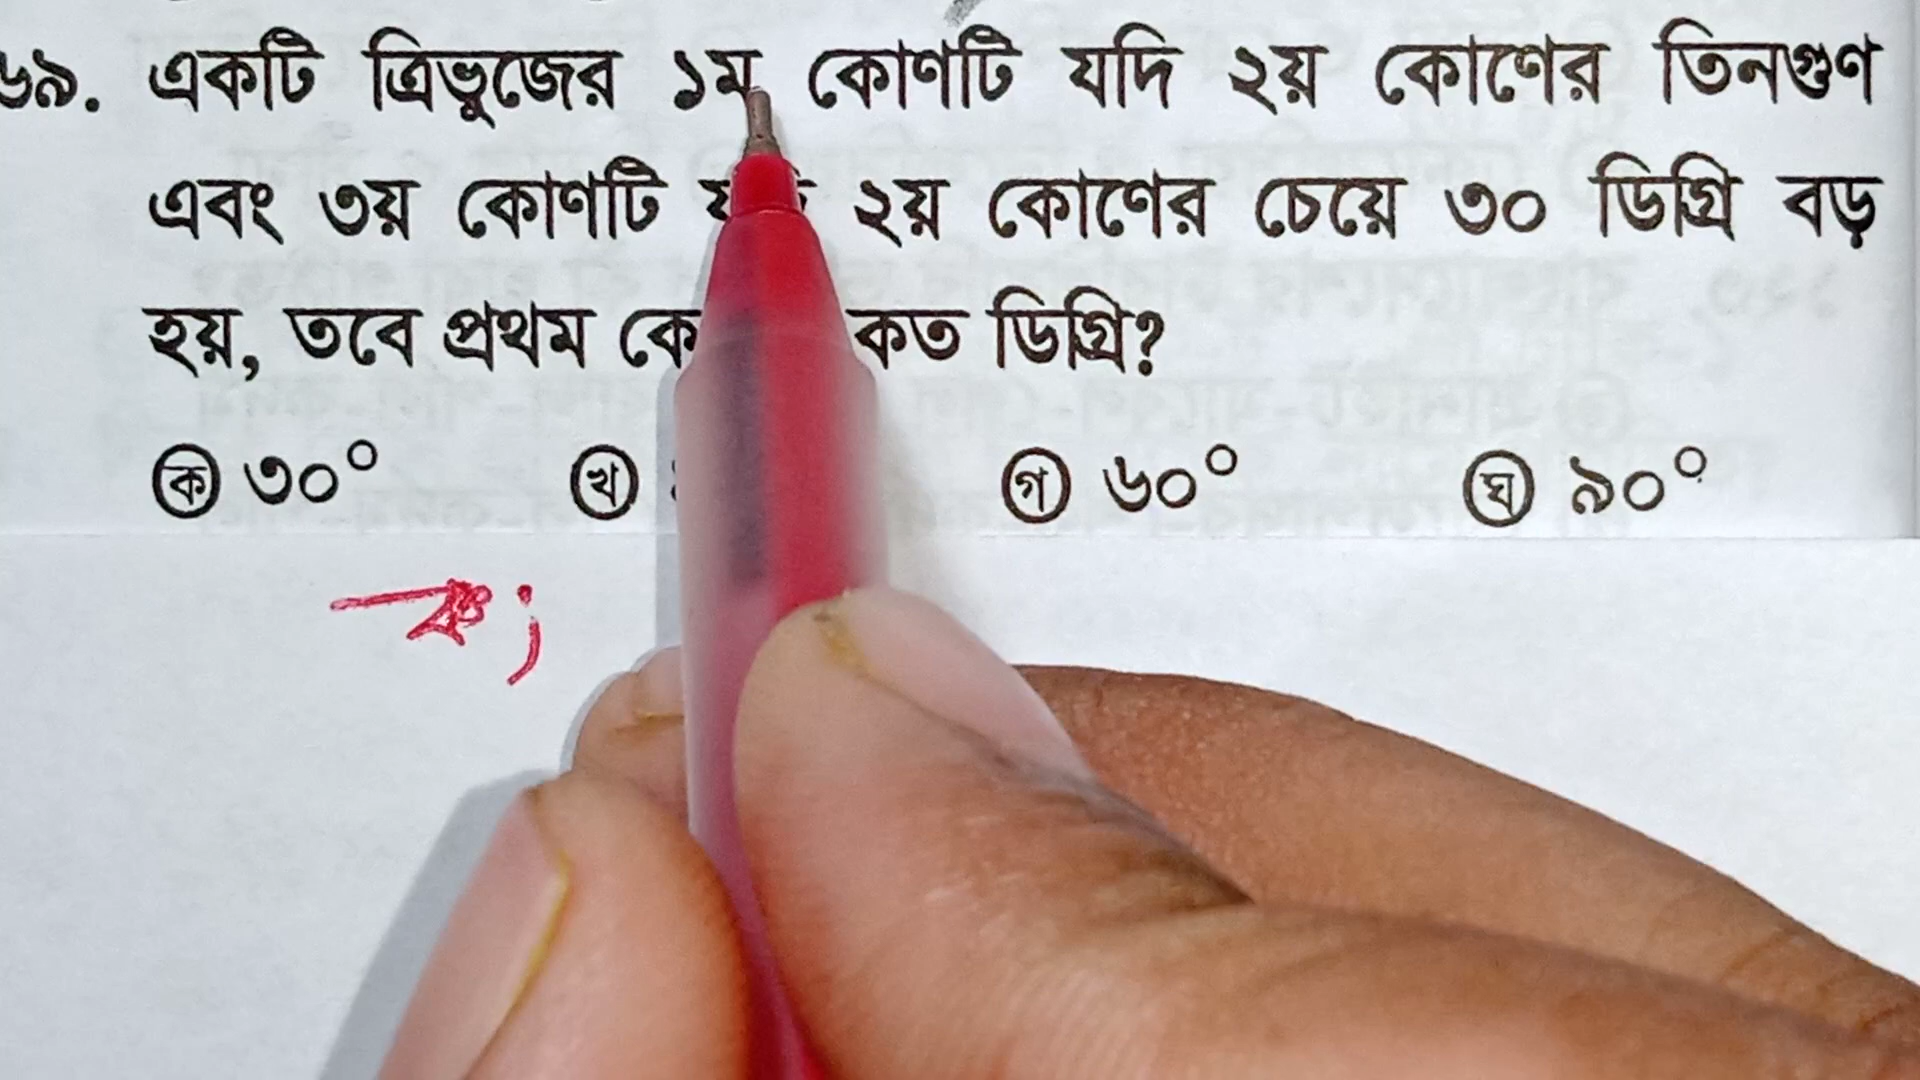 ৬৯. একটি ত্রিভুজের ১ম কোণটি যদি ২য় কোণের তিনগুণ
এবং ৩য় কোণটি ২য় কোণের চেয়ে ৩০ ডিগ্রি বড়
হয়, তবে প্রথম কত ডিগ্রি?
ক ৩০° খ গ ৬০° ঘ ৯০°